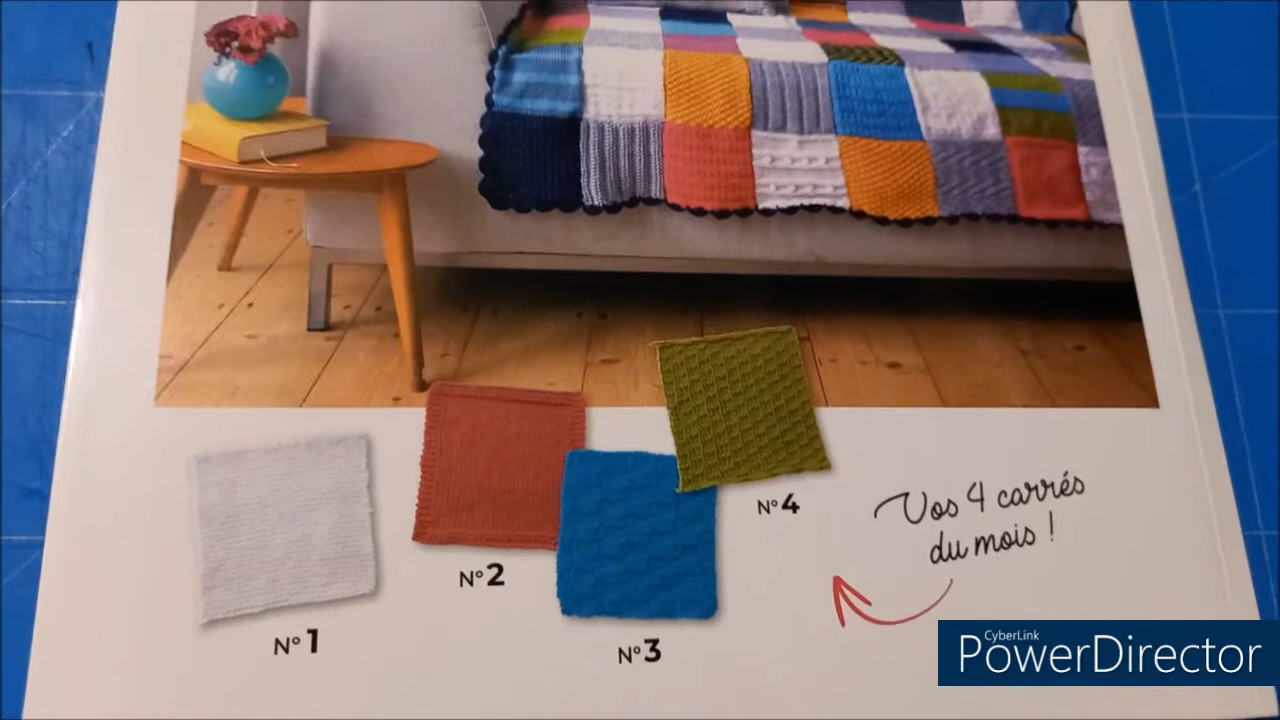 N°4
Vos 4 carrés
du mois !
N°2
N°1
N°3
CyberLink
PowerDirector